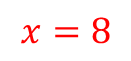 x = 8